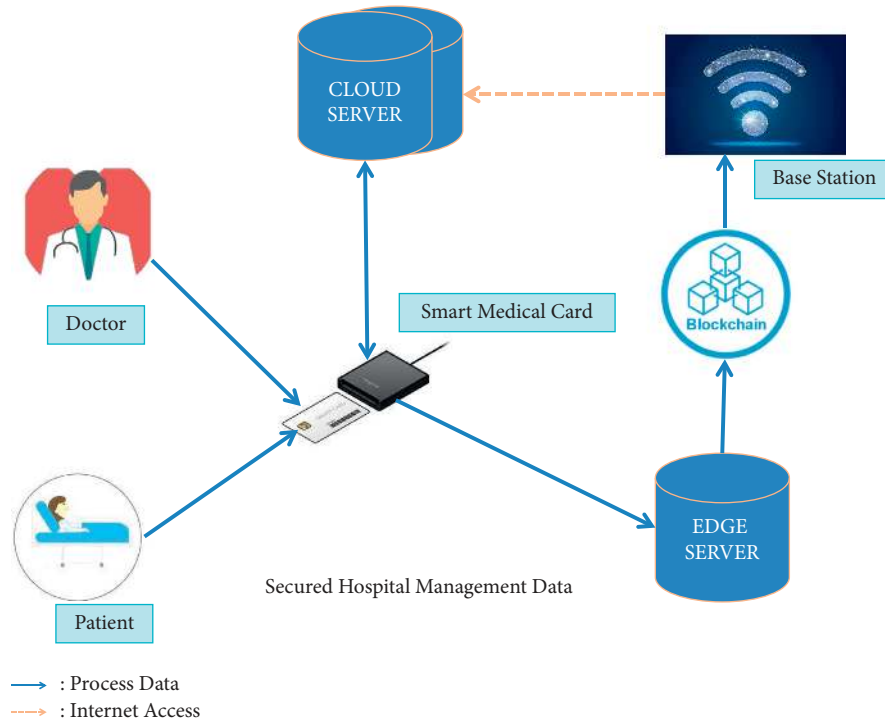 CLOUD
SERVER
Base Station
Doctor
Smart Medical Card
Blockchain
EDGE
SERVER
Secured Hospital Management Data
Patient
: Process Data
: Internet Access